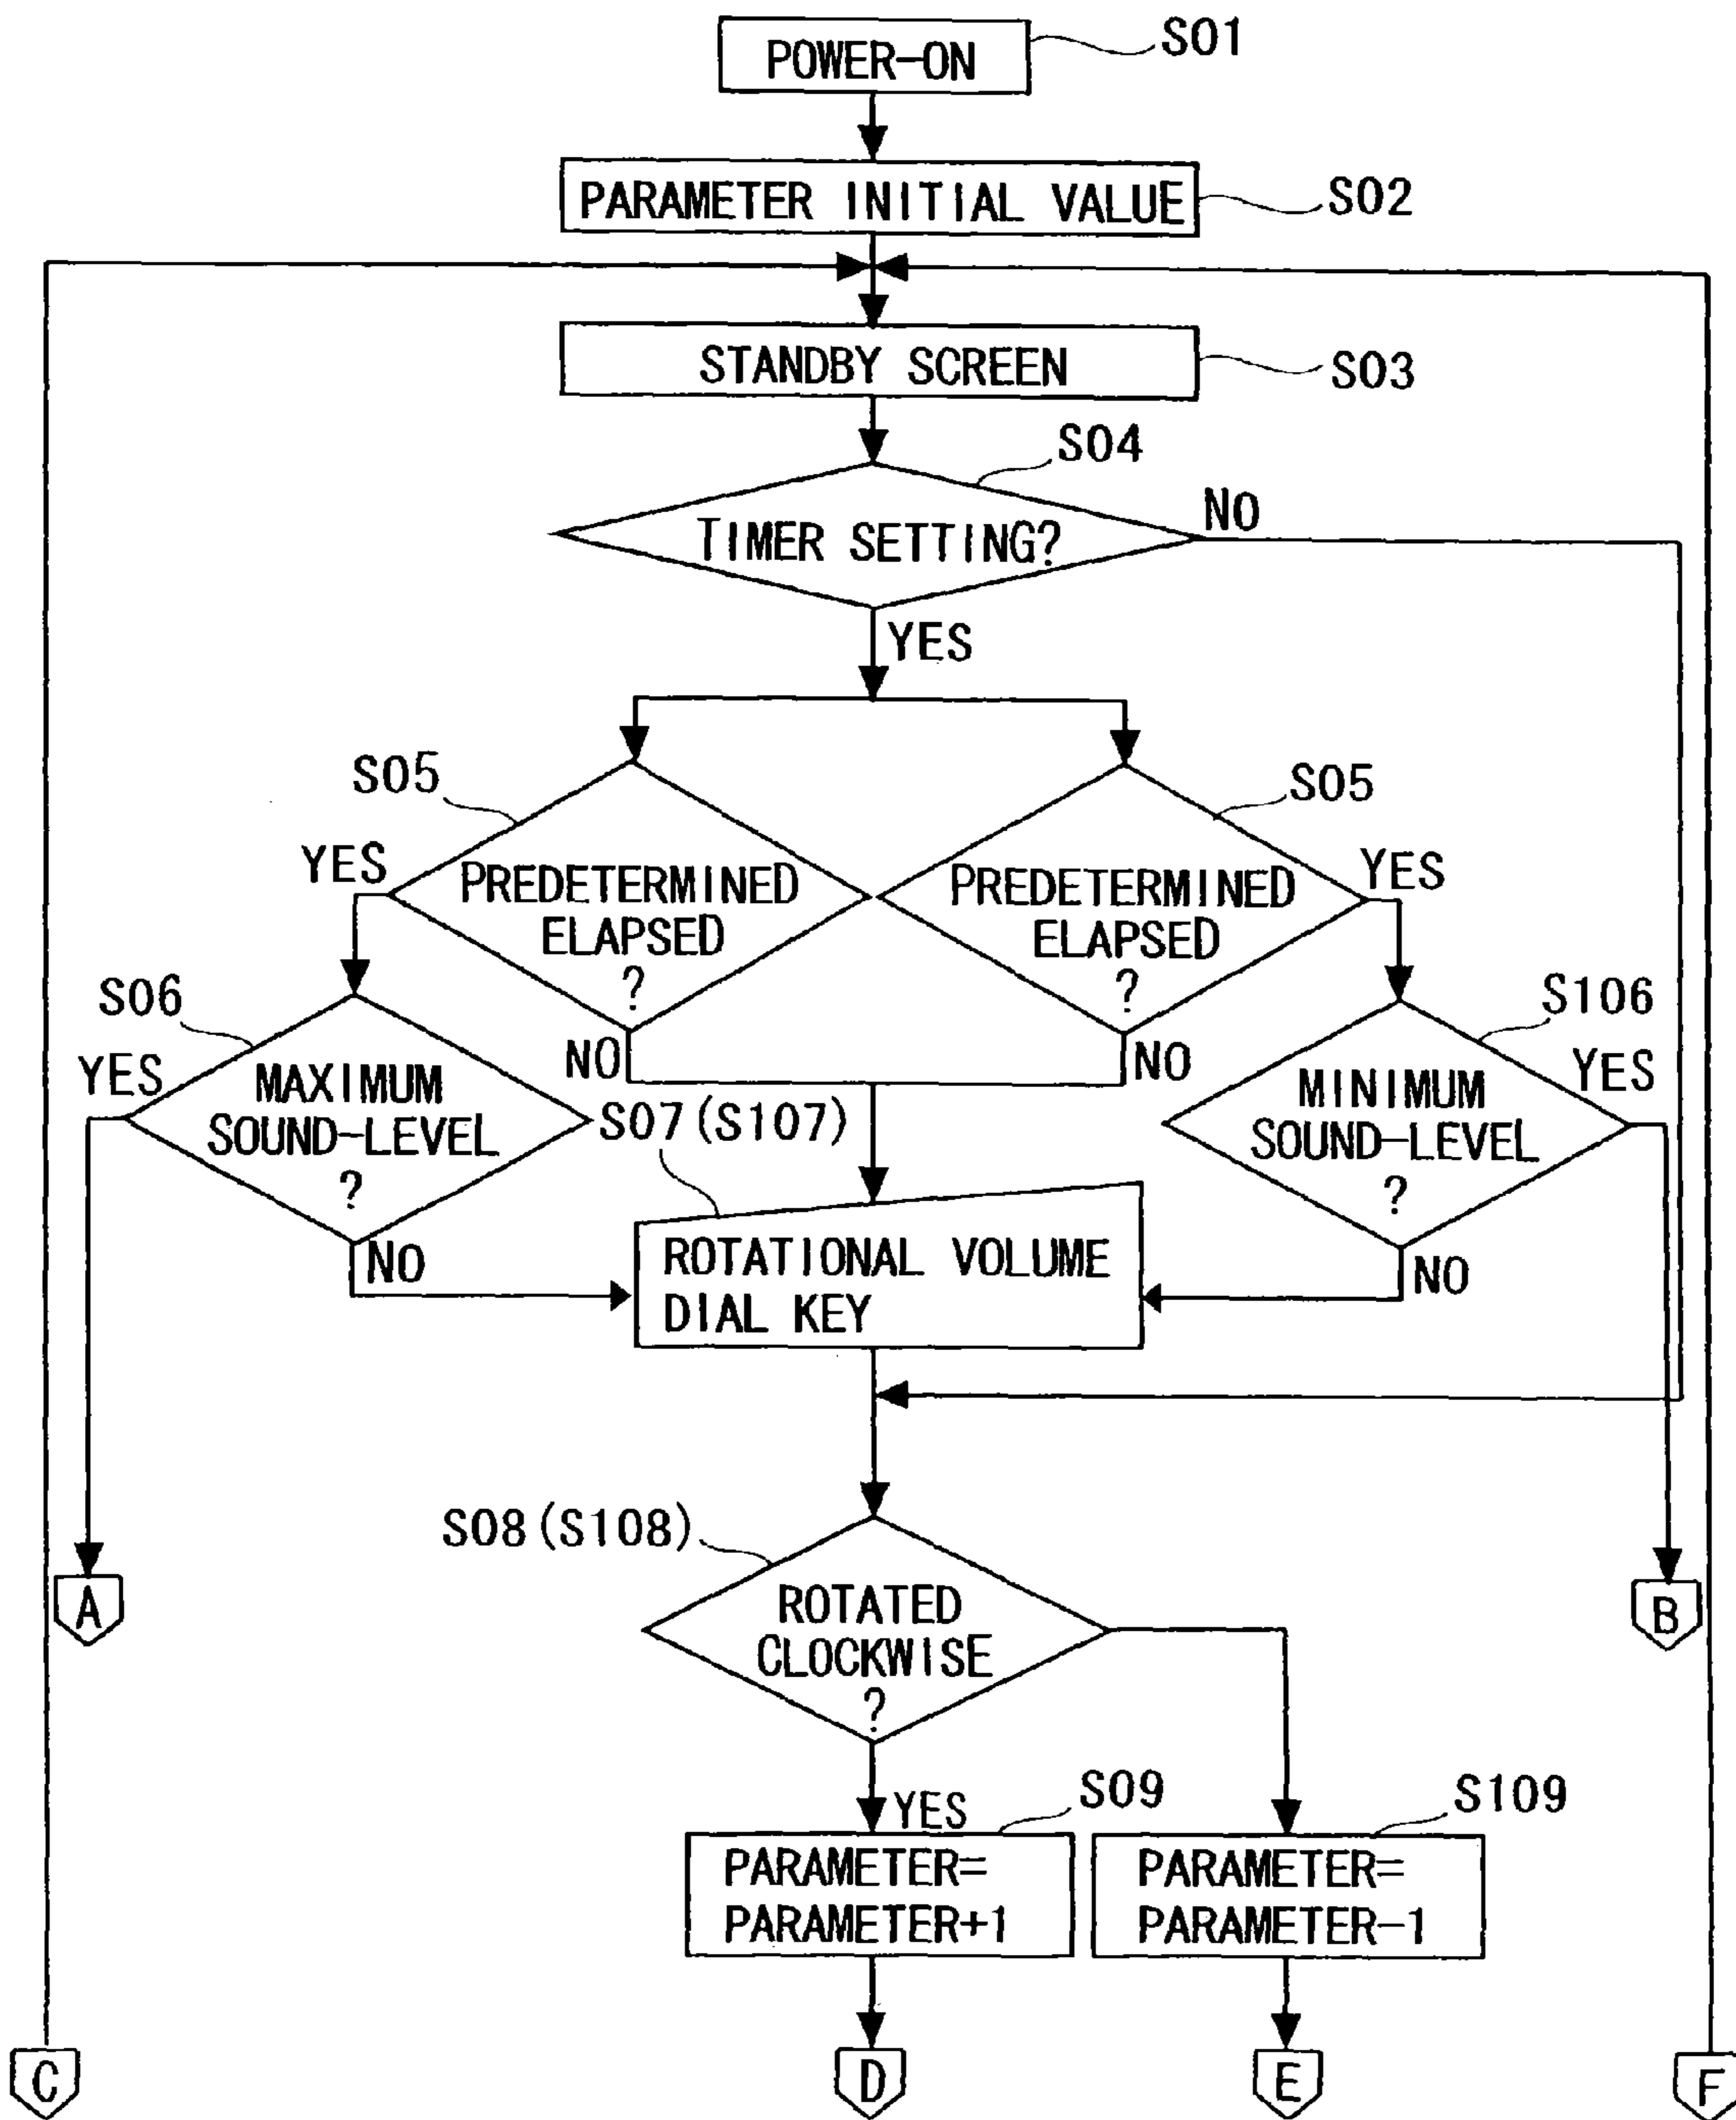 POWER-ON
S01
PARAMETER INITIAL VALUE
S02
STANDBY SCREEN
S03
S04
TIMER SETTING?
NO
YES
S05
S05
YES
PREDETERMINED
ELAPSED
?
PREDETERMINED
ELAPSED
?
YES
S06
S106
YES
MAXIMUM
SOUND-LEVEL
?
NO
NO
MINIMUM
SOUND-LEVEL
?
YES
S07(S107)
NO
ROTATIONAL VOLUME
DIAL KEY
NO
S08(S108)
A
ROTATED
CLOCKWISE
?
B
YES
S09
S109
PARAMETER=
PARAMETER+1
PARAMETER=
PARAMETER-1
C
D
E
F